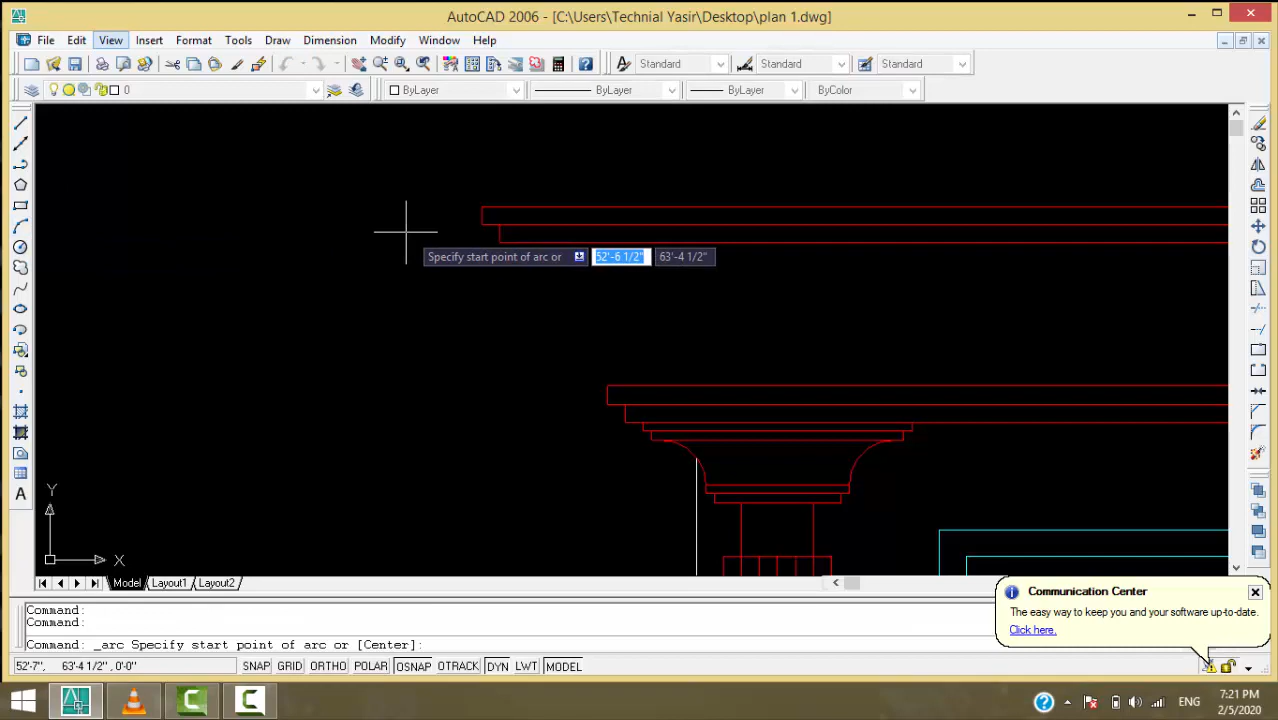 AutoCAD 2006 - [C:\Users\Technial Yasir\Desktop\plan 1.dwg]
File Edit View Insert Format Tools Draw Dimension Modify Window Help
Standard Standard Standard
0 ByLayer ByLayer ByLayer ByColor
Specify start point of arc or 52'-6 1/2" 63'-4 1/2"
A
Y
X
Model Layout1 Layout2
Communication Center
The easy way to keep you and your software up-to-date.
Click here.
Command:
Command:
Command: _arc Specify start point of arc or [Center]:
52'-7", 63'-4 1/2", 0'-0" SNAP GRID ORTHO POLAR OSNAP OTRACK DYN LWT MODEL
ENG
7:21 PM
2/5/2020